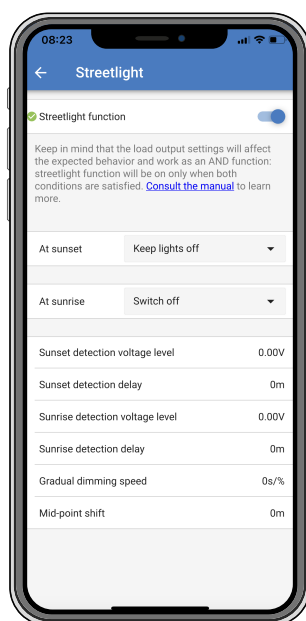 08:23
Streetlight
Streetlight function
Keep in mind that the load output settings will affect
the expected behavior and work as an AND function:
streetlight function will be on only when both
conditions are satisfied. Consult the manual to learn
more.
At sunset Keep lights off
At sunrise Switch off
Sunset detection voltage level 0.00V
Sunset detection delay 0m
Sunrise detection voltage level 0.00V
Sunrise detection delay 0m
Gradual dimming speed 0s/%
Mid-point shift 0m